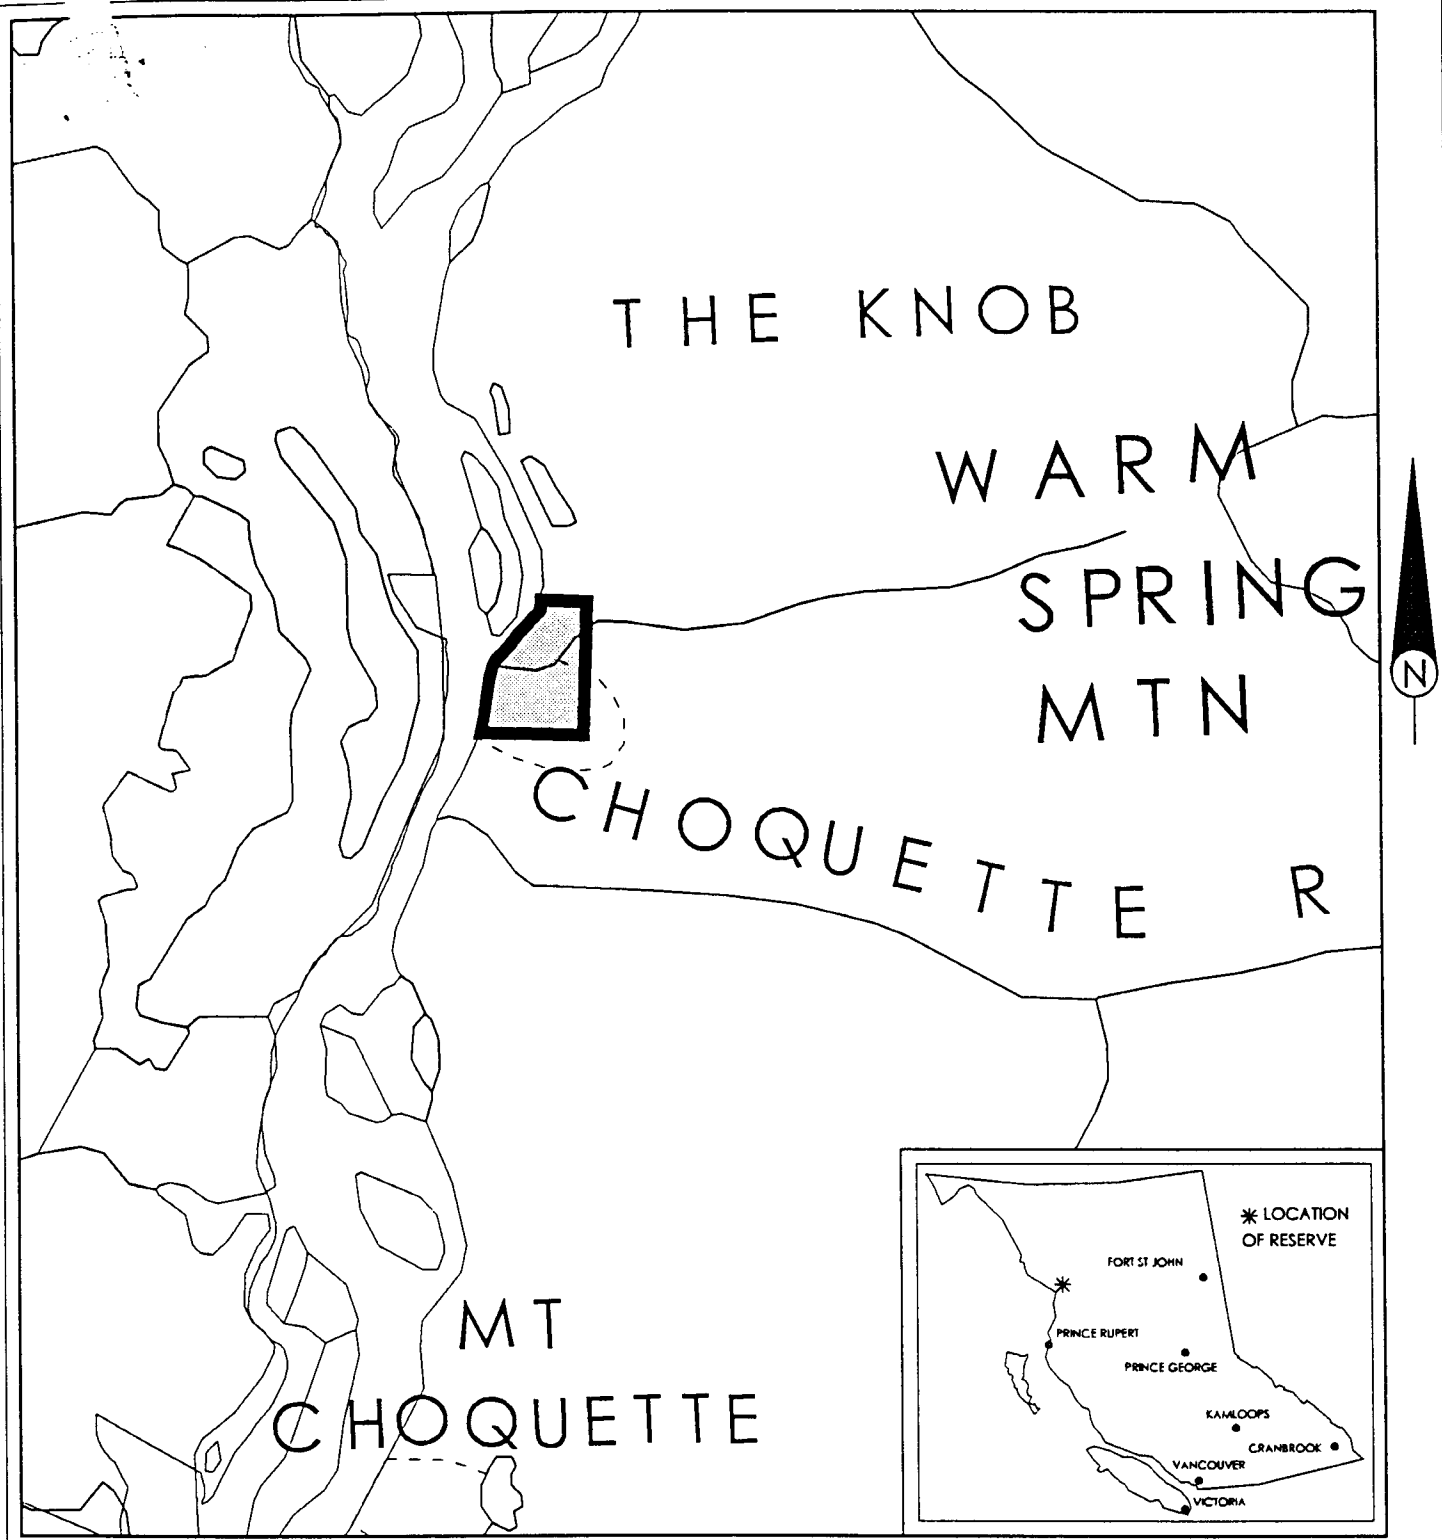 THE KNOB
WARM
SPRING
MTN
N
CHOQUETTE R
MT
CHOQUETTE
LOCATION
OF RESERVE
FORT ST JOHN
PRINCE RUPERT
PRINCE GEORGE
KAMLOOPS
CRANBROOK
VANCOUVER
VICTORIA